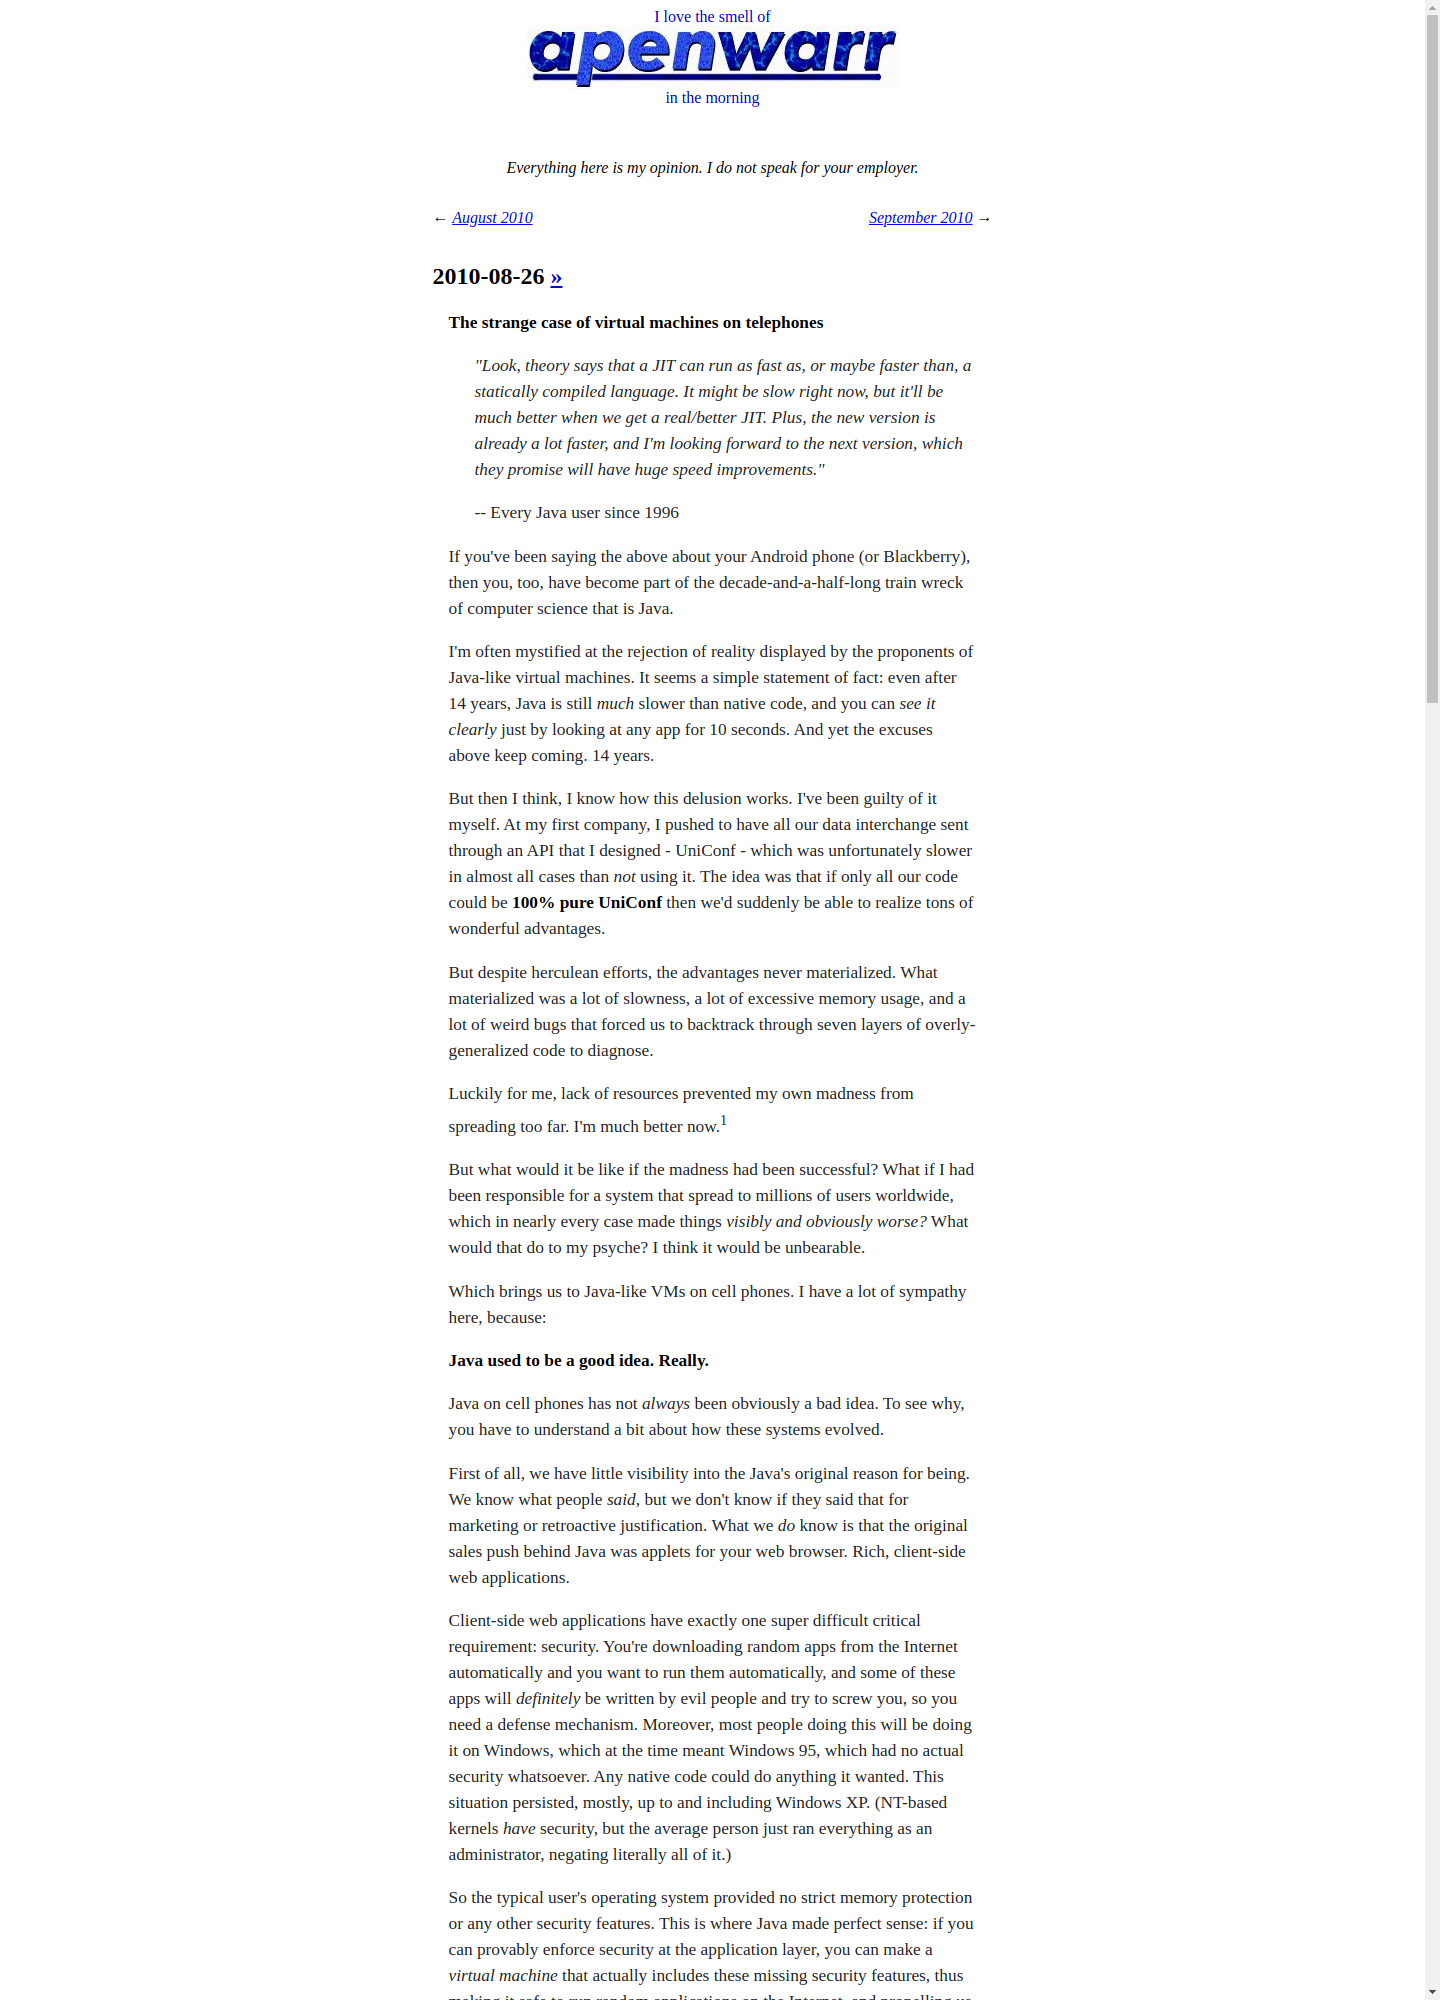 I love the smell of
apenwarr
in the morning
Everything here is my opinion. I do not speak for your employer.
← August 2010 September 2010 →
2010-08-26 »
The strange case of virtual machines on telephones
"Look, theory says that a JIT can run as fast as, or maybe faster than, a
statically compiled language. It might be slow right now, but it'll be
much better when we get a real/better JIT. Plus, the new version is
already a lot faster, and I'm looking forward to the next version, which
they promise will have huge speed improvements."
-- Every Java user since 1996
If you've been saying the above about your Android phone (or Blackberry),
then you, too, have become part of the decade-and-a-half-long train wreck
of computer science that is Java.
I'm often mystified at the rejection of reality displayed by the proponents of
Java-like virtual machines. It seems a simple statement of fact: even after
14 years, Java is still much slower than native code, and you can see it
clearly just by looking at any app for 10 seconds. And yet the excuses
above keep coming. 14 years.
But then I think, I know how this delusion works. I've been guilty of it
myself. At my first company, I pushed to have all our data interchange sent
through an API that I designed - UniConf - which was unfortunately slower
in almost all cases than not using it. The idea was that if only all our code
could be 100% pure UniConf then we'd suddenly be able to realize tons of
wonderful advantages.
But despite herculean efforts, the advantages never materialized. What
materialized was a lot of slowness, a lot of excessive memory usage, and a
lot of weird bugs that forced us to backtrack through seven layers of overly-
generalized code to diagnose.
Luckily for me, lack of resources prevented my own madness from
spreading too far. I'm much better now.1
But what would it be like if the madness had been successful? What if I had
been responsible for a system that spread to millions of users worldwide,
which in nearly every case made things visibly and obviously worse? What
would that do to my psyche? I think it would be unbearable.
Which brings us to Java-like VMs on cell phones. I have a lot of sympathy
here, because:
Java used to be a good idea. Really.
Java on cell phones has not always been obviously a bad idea. To see why,
you have to understand a bit about how these systems evolved.
First of all, we have little visibility into the Java's original reason for being.
We know what people said, but we don't know if they said that for
marketing or retroactive justification. What we do know is that the original
sales push behind Java was applets for your web browser. Rich, client-side
web applications.
Client-side web applications have exactly one super difficult critical
requirement: security. You're downloading random apps from the Internet
automatically and you want to run them automatically, and some of these
apps will definitely be written by evil people and try to screw you, so you
need a defense mechanism. Moreover, most people doing this will be doing
it on Windows, which at the time meant Windows 95, which had no actual
security whatsoever. Any native code could do anything it wanted. This
situation persisted, mostly, up to and including Windows XP. (NT-based
kernels have security, but the average person just ran everything as an
administrator, negating literally all of it.)
So the typical user's operating system provided no strict memory protection
or any other security features. This is where Java made perfect sense: if you
can provably enforce security at the application layer, you can make a
virtual machine that actually includes these missing security features, thus